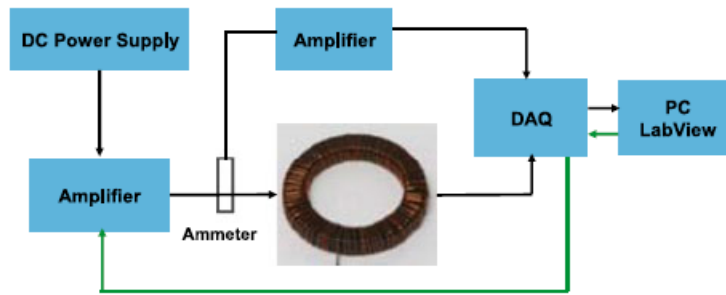 DC Power Supply
Amplifier
DAQ
PC
LabView
Amplifier
Ammeter